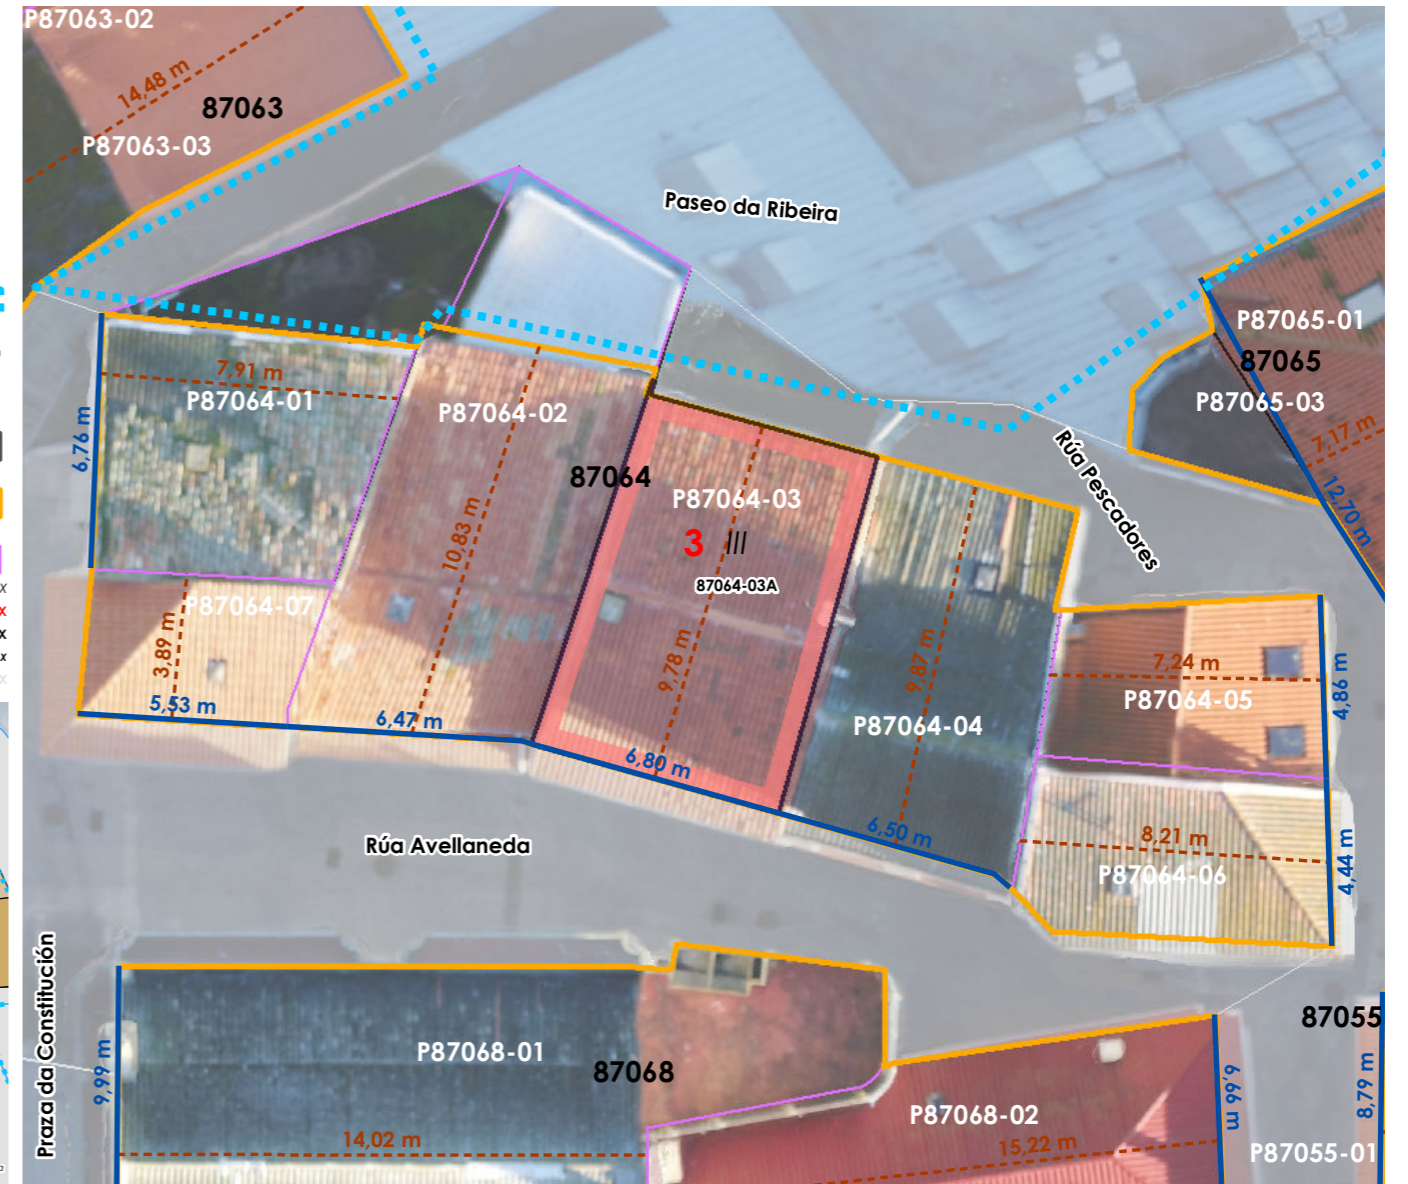 P87063-02
14,48 m
87063
P87063-03
Paseo da Ribeira
P87065-01
87065
P87065-03
7,17 m
12,70 m
Rúa Pescadores
7,91 m
P87064-01
6,76 m
P87064-02
87064
10,83 m
P87064-03
3 III
87064-03A
9,78 m
P87064-07
3,89 m
5,53 m
6,47 m
6,80 m
9,87 m
P87064-04
6,50 m
7,24 m
P87064-05
4,86 m
8,21 m
P87064-06
4,44 m
Rúa Avellaneda
Praza da Constitución
9,99 m
P87068-01
87068
14,02 m
P87068-02
15,22 m
6,66 m
87055
8,79 m
P87055-01
x
x
x
x
x